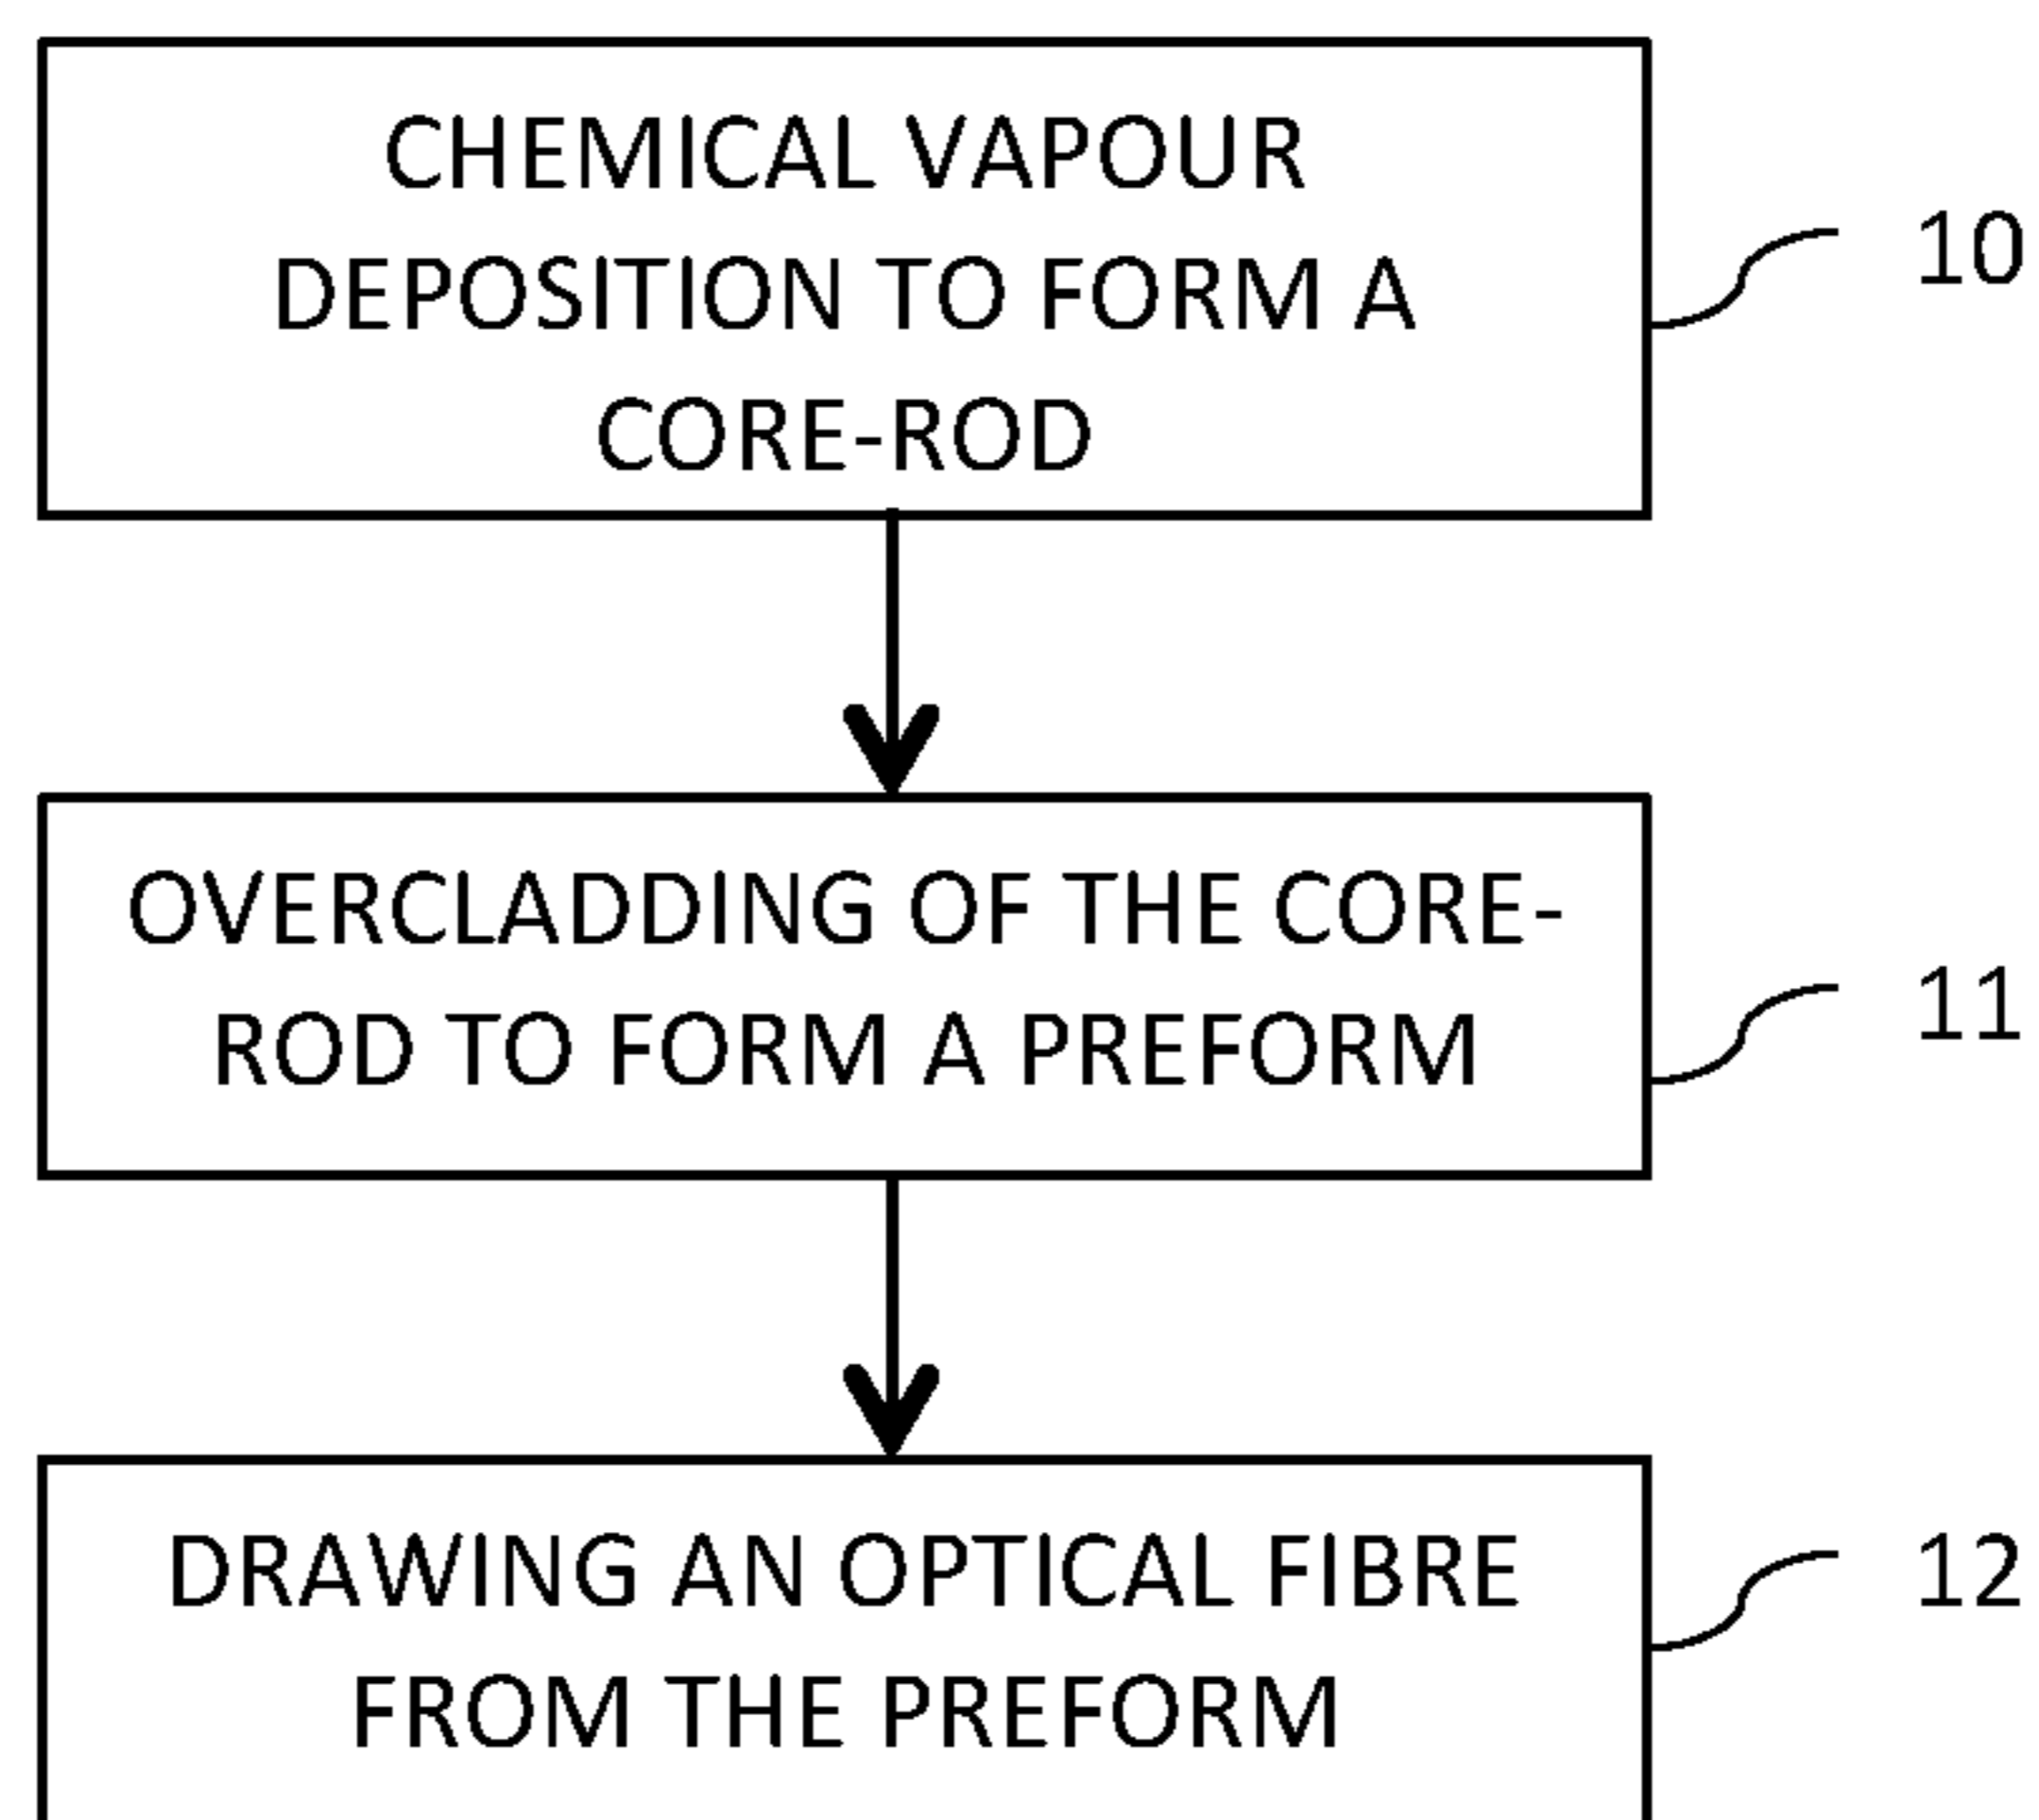 CHEMICAL VAPOUR
DEPOSITION TO FORM A
CORE-ROD
10
OVERCLADDING OF THE CORE-
ROD TO FORM A PREFORM
11
DRAWING AN OPTICAL FIBRE
FROM THE PREFORM
12